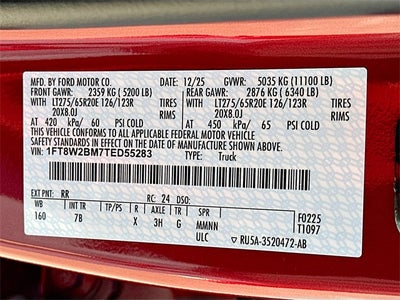 MFD. BY FORD MOTOR CO. 12/25 GVWR: 5035 KG (11100 LB)
FRONT GAWR: 2359 KG (5200 LB) REAR GAWR: 2876 KG (6340 LB)
LT275/65R20E 126/123R TIRES LT275/65R20E 126/123R TIRES
20X8.0J RIMS 20X8.0J RIMS
AT 420 kPa/ 60 PSI COLD AT 450 kPa/ 65 PSI COLD
THIS VEHICLE CONFORMS TO ALL APPLICABLE FEDERAL MOTOR VEHICLE
SAFETY STANDARDS IN EFFECT ON THE DATE OF MANUFACTURE SHOWN ABOVE.
VIN: 1FT8W2BM7TED55283 TYPE: Truck
EXT PNT: RR RC: 24 DSO: F0225
WB INT TR TP/PS R AXLE TR SPR T1097
160 7B X 3H G MMNN
ULC RU5A-3520472-AB